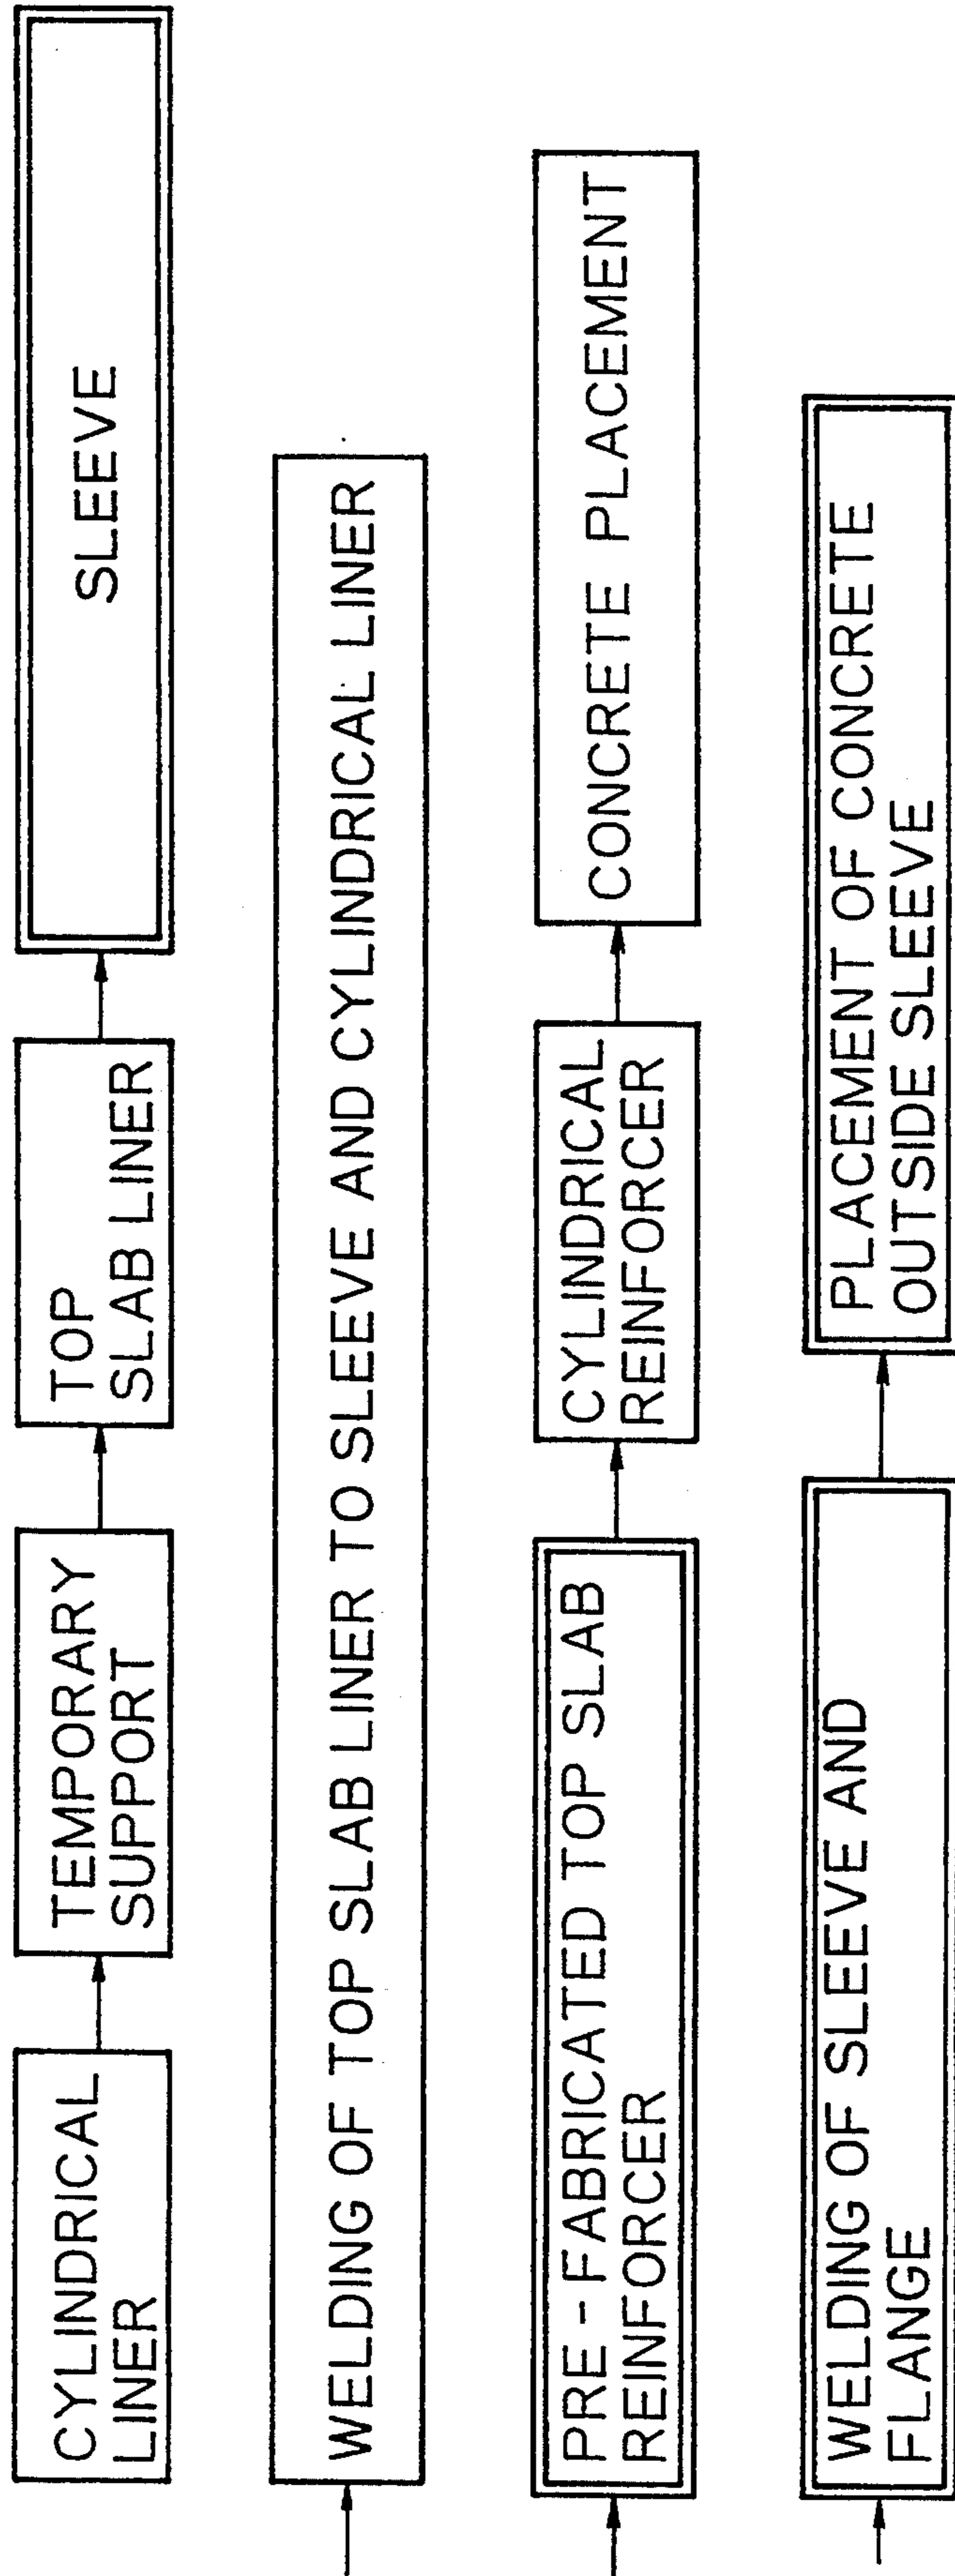 CYLINDRICAL
LINER
TEMPORARY
SUPPORT
TOP
SLAB LINER
SLEEVE
WELDING OF TOP SLAB LINER TO SLEEVE AND CYLINDRICAL LINER
PRE-FABRICATED TOP SLAB
REINFORCER
CYLINDRICAL
REINFORCER
CONCRETE PLACEMENT
WELDING OF SLEEVE AND
FLANGE
PLACEMENT OF CONCRETE
OUTSIDE SLEEVE